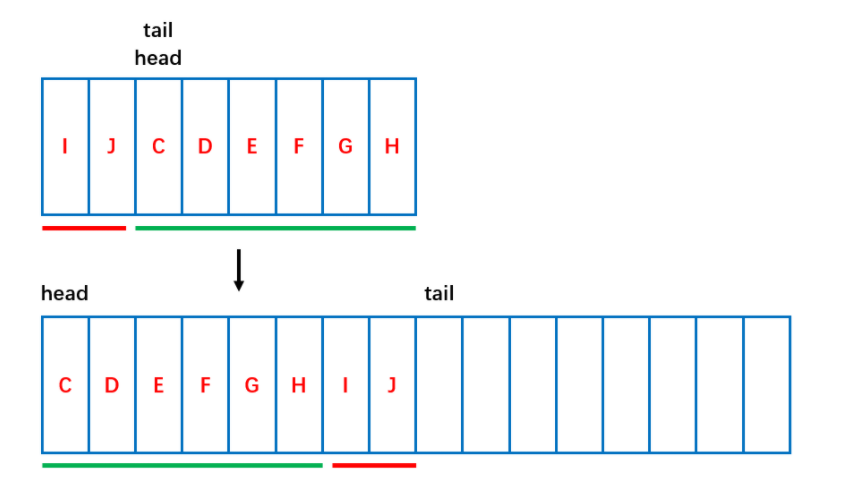 tail
head
I J C D E F G H
head tail
C D E F G H I J